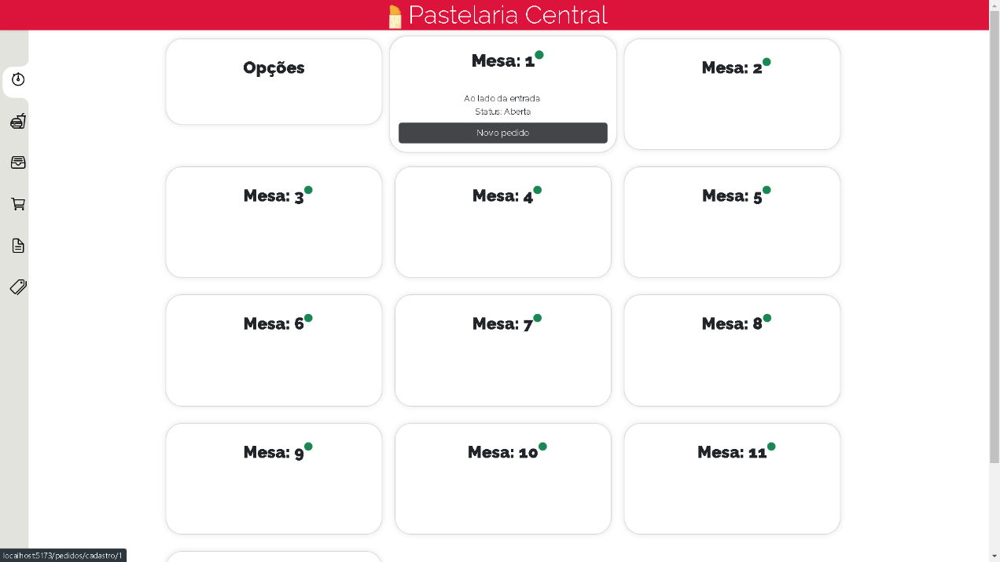 Pastelaria Central
Opções
Mesa: 1
Ao lado da entrada.
Status: Aberta
Novo pedido
Mesa: 2
Mesa: 3
Mesa: 4
Mesa: 5
Mesa: 6
Mesa: 7
Mesa: 8
Mesa: 9
Mesa: 10
Mesa: 11
localhost:5173/pedidos/cadastro/1